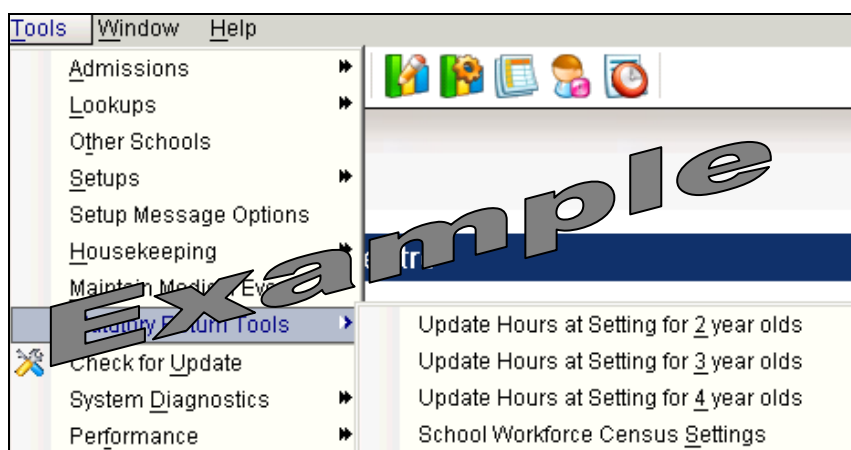 Tools Window Help
Admissions
Lookups
Other Schools
Setups
Setup Message Options
Housekeeping
Maintain
Tools
Check for Update
System Diagnostics
Performance
Update Hours at Setting for 2 year olds
Update Hours at Setting for 3 year olds
Update Hours at Setting for 4 year olds
School Workforce Census Settings
Example